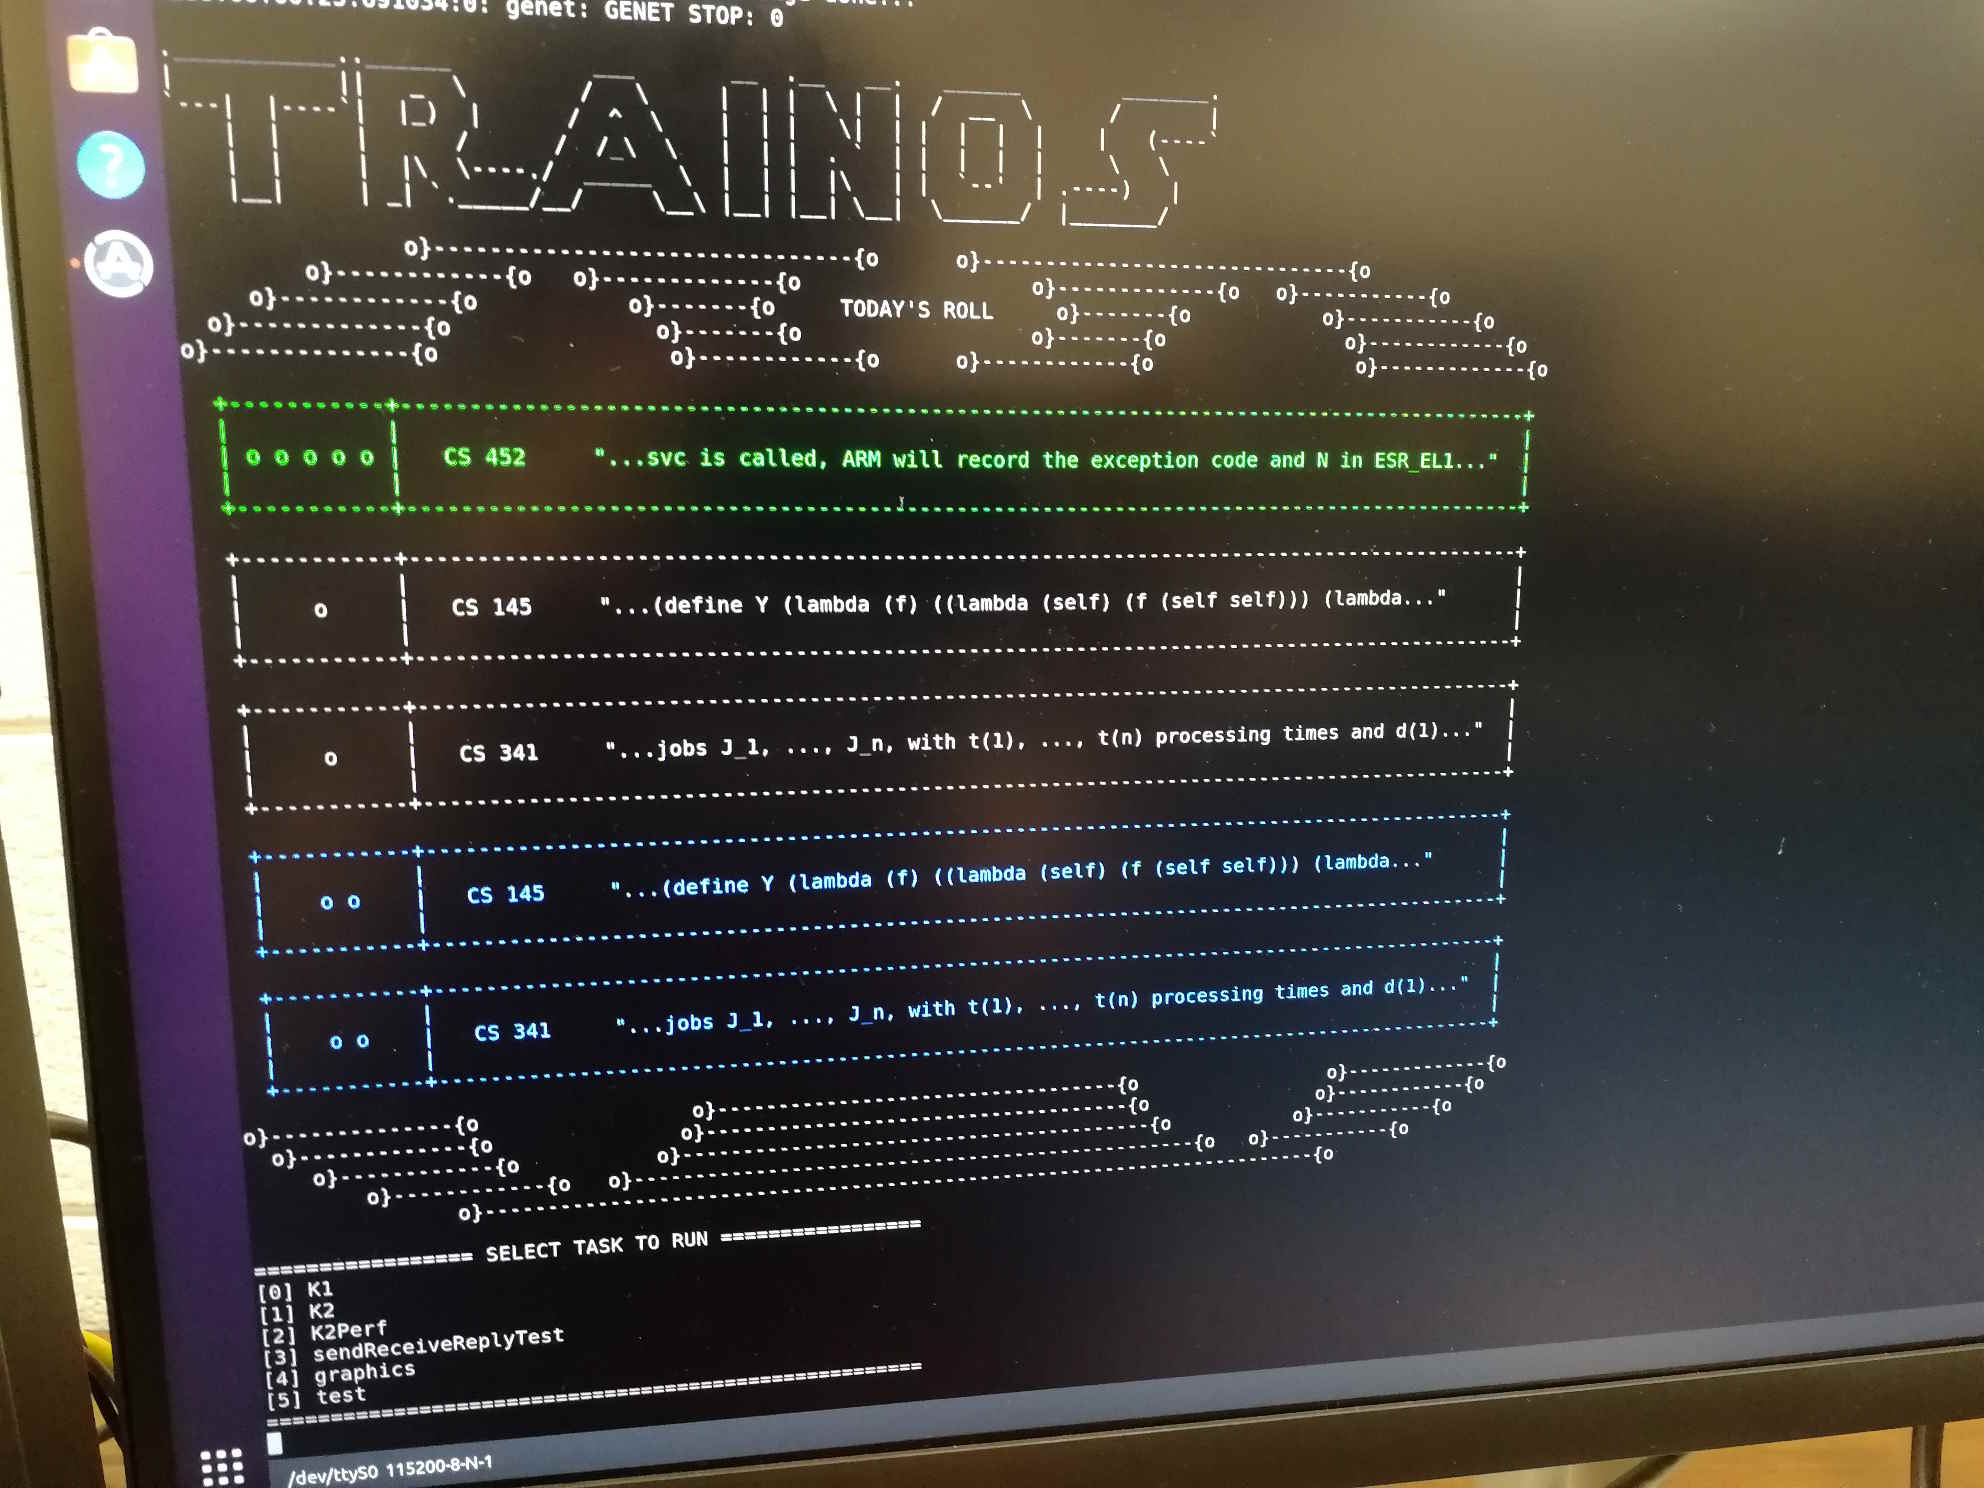 genet: GENET STOP: 0
TRAINOS
TODAY'S ROLL
o o o o o CS 452 "...svc is called, ARM will record the exception code and N in ESR_EL1..."
o CS 145 "...(define Y (lambda (f) ((lambda (self) (f (self self))) (lambda..."
o CS 341 "...jobs J_1, ..., J_n, with t(1), ..., t(n) processing times and d(1)..."
o o CS 145 "...(define Y (lambda (f) ((lambda (self) (f (self self))) (lambda..."
o o CS 341 "...jobs J_1, ..., J_n, with t(1), ..., t(n) processing times and d(1)..."
================= SELECT TASK TO RUN =================
[0] K1
[1] K2
[2] K2Perf
[3] sendReceiveReplyTest
[4] graphics
[5] test
/dev/ttyS0 115200-8-N-1